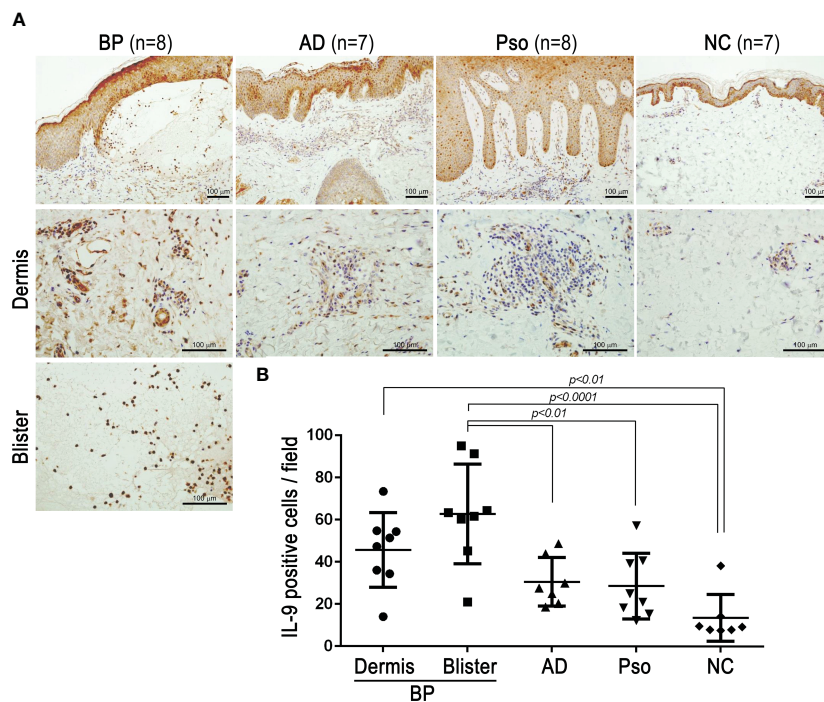 A
BP (n=8) AD (n=7) Pso (n=8) NC (n=7)
100 µm 100 µm 100 µm 100 µm
Dermis
100 µm 100 µm 100 µm 100 µm
Blister
100 µm
B
p<0.01
p<0.0001
p<0.01
IL-9 positive cells / field
100
80
60
40
20
0
Dermis Blister AD Pso NC
BP